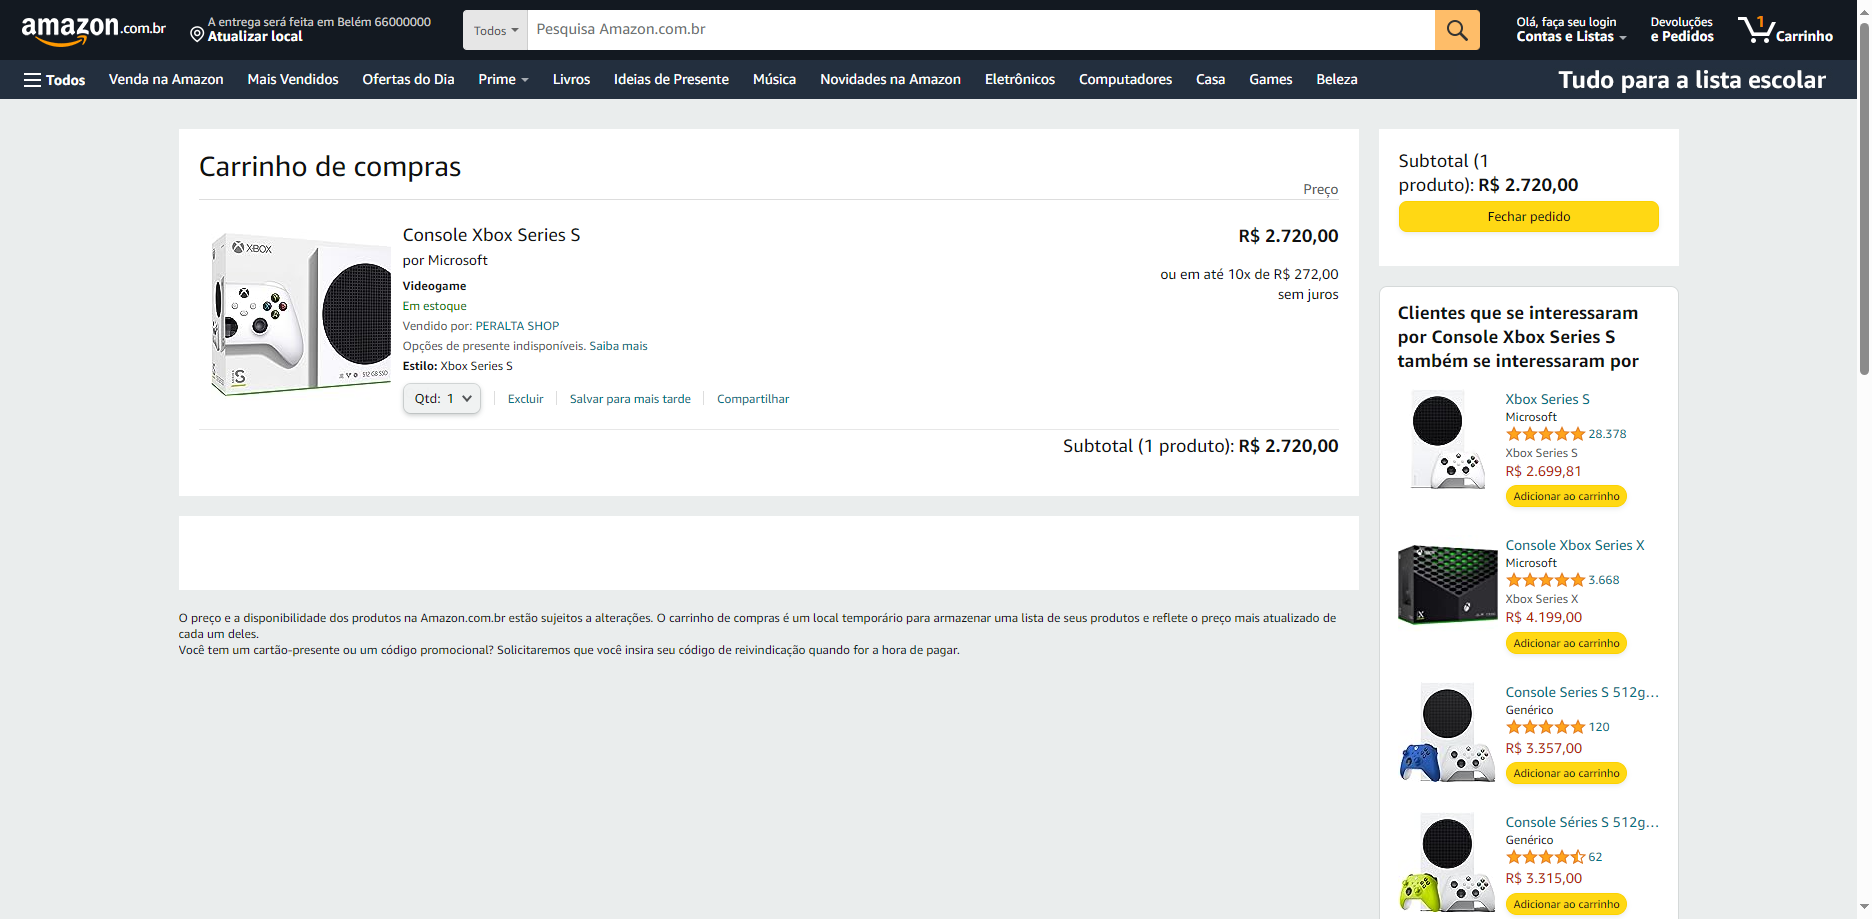 amazon.com.br
A entrega será feita em Belém 66000000
Atualizar local
Todos
Pesquisa Amazon.com.br
Olá, faça seu login
Contas e Listas
Devoluções
e Pedidos
1
Carrinho
Todos
Venda na Amazon
Mais Vendidos
Ofertas do Dia
Prime
Livros
Ideias de Presente
Música
Novidades na Amazon
Eletrônicos
Computadores
Casa
Games
Beleza
Tudo para a lista escolar
Carrinho de compras
Preço
XBOX
S
512 GB SSD
Console Xbox Series S
por Microsoft
Videogame
Em estoque
Vendido por: PERALTA SHOP
Opções de presente indisponíveis. Saiba mais
Estilo: Xbox Series S
Qtd: 1
Excluir
Salvar para mais tarde
Compartilhar
R$ 2.720,00
ou em até 10x de R$ 272,00
sem juros
Subtotal (1 produto): R$ 2.720,00
O preço e a disponibilidade dos produtos na Amazon.com.br estão sujeitos a alterações. O carrinho de compras é um local temporário para armazenar uma lista de seus produtos e reflete o preço mais atualizado de
cada um deles.
Você tem um cartão-presente ou um código promocional? Solicitaremos que você insira seu código de reivindicação quando for a hora de pagar.
Subtotal (1
produto): R$ 2.720,00
Fechar pedido
Clientes que se interessaram
por Console Xbox Series S
também se interessaram por
Xbox Series S
Microsoft
28.378
Xbox Series S
R$ 2.699,81
Adicionar ao carrinho
Console Xbox Series X
Microsoft
3.668
Xbox Series X
R$ 4.199,00
Adicionar ao carrinho
Console Series S 512g...
Genérico
120
R$ 3.357,00
Adicionar ao carrinho
Console Séries S 512g...
Genérico
62
R$ 3.315,00
Adicionar ao carrinho